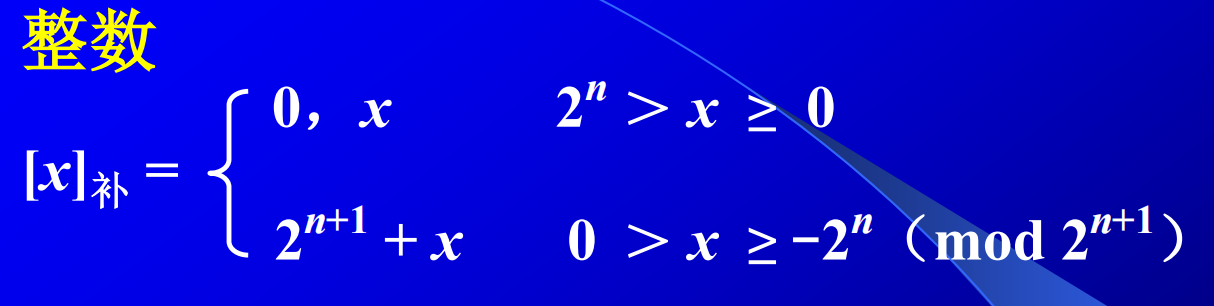 整数
0，x 2ⁿ > x ≥ 0
[x]补 =
2ⁿ⁺¹ + x 0 > x ≥ −2ⁿ（mod 2ⁿ⁺¹）